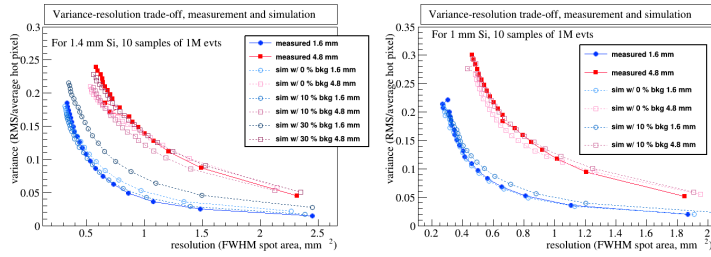 Variance-resolution trade-off, measurement and simulation
For 1.4 mm Si, 10 samples of 1M evts
measured 1.6 mm
measured 4.8 mm
sim w/ 0 % bkg 1.6 mm
sim w/ 0 % bkg 4.8 mm
sim w/ 10 % bkg 1.6 mm
sim w/ 10 % bkg 4.8 mm
sim w/ 30 % bkg 1.6 mm
sim w/ 30 % bkg 4.8 mm
variance (RMS/average hot pixel)
0.3
0.25
0.2
0.15
0.1
0.05
0
0.5 1 1.5 2 2.5
resolution (FWHM spot area, mm 2)
Variance-resolution trade-off, measurement and simulation
For 1 mm Si, 10 samples of 1M evts
measured 1.6 mm
measured 4.8 mm
sim w/ 0 % bkg 1.6 mm
sim w/ 0 % bkg 4.8 mm
sim w/ 10 % bkg 1.6 mm
sim w/ 10 % bkg 4.8 mm
variance (RMS/average hot pixel)
0.35
0.3
0.25
0.2
0.15
0.1
0.05
0
0.2 0.4 0.6 0.8 1 1.2 1.4 1.6 1.8 2
resolution (FWHM spot area, mm 2)